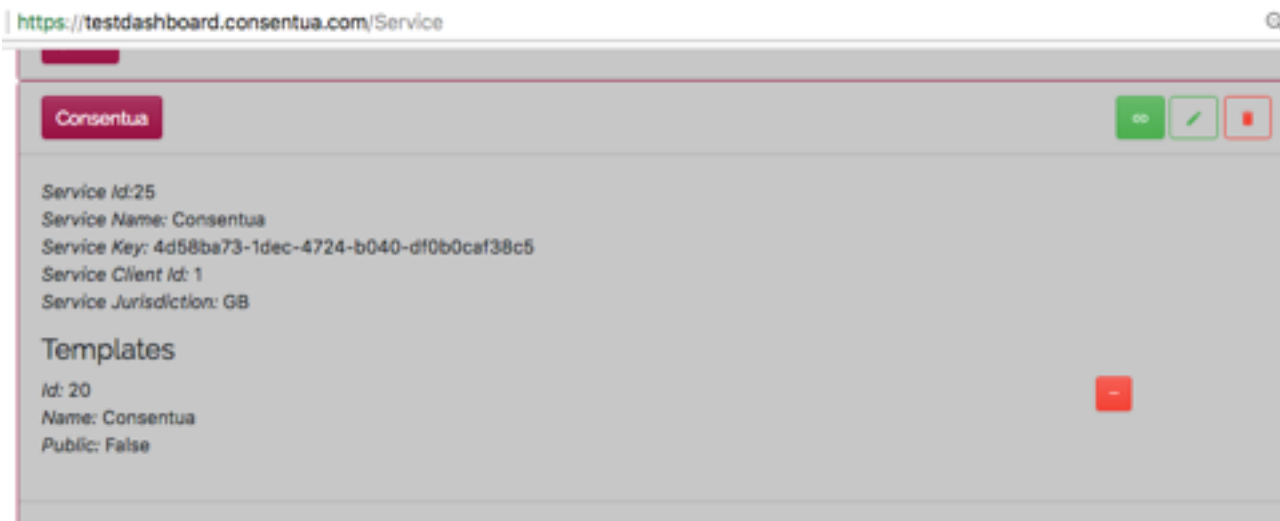 https://testdashboard.consentua.com/Service
Consentua
Service Id:25
Service Name: Consentua
Service Key: 4d58ba73-1dec-4724-b040-df0b0caf38c5
Service Client Id: 1
Service Jurisdiction: GB
Templates
Id: 20
Name: Consentua
Public: False